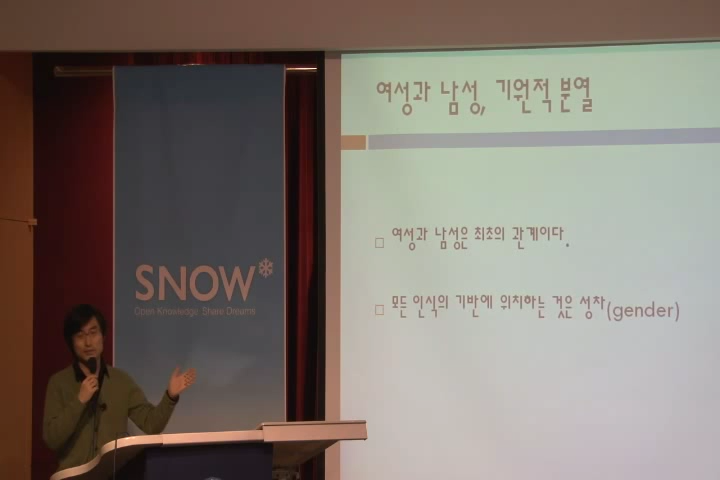 여성과 남성, 기원적 분열
여성과 남성은 최초의 관계이다.
모든 인식의 기반에 위치하는 것은 성차(gender)
SNOW
Open Knowledge Share Dreams